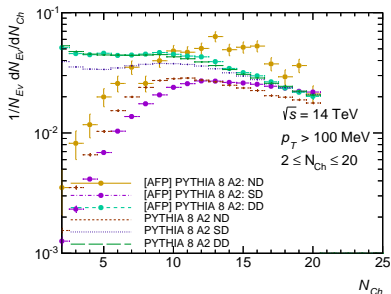 1/N_Ev dN_Ev/dN_Ch
10^-1
10^-2
10^-3
√s = 14 TeV
p_T > 100 MeV
2 ≤ N_Ch ≤ 20
[AFP] PYTHIA 8 A2: ND
[AFP] PYTHIA 8 A2: SD
[AFP] PYTHIA 8 A2: DD
PYTHIA 8 A2 ND
PYTHIA 8 A2 SD
PYTHIA 8 A2 DD
5 10 15 20 25
N_Ch